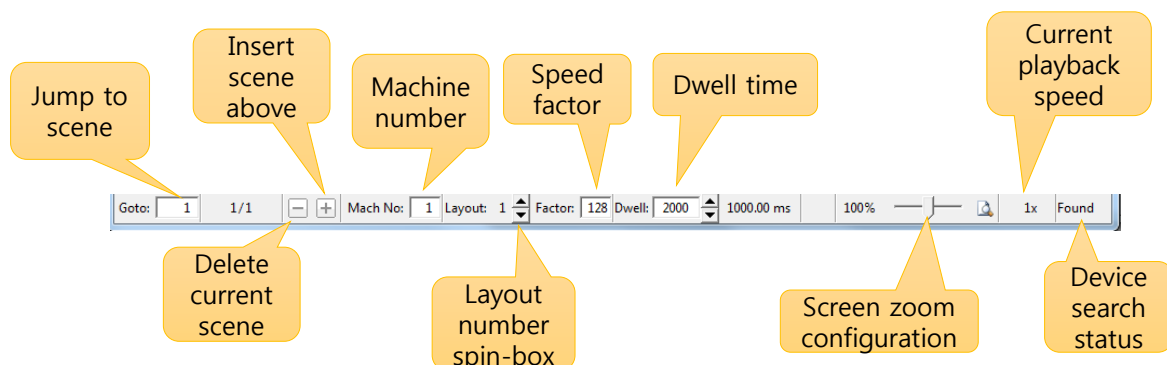 Jump to
scene
Insert
scene
above
Machine
number
Speed
factor
Dwell time
Current
playback
speed
Goto: 1 1/1 Mach No: 1 Layout: 1 Factor: 128 Dwell: 2000 1000.00 ms 100% 1x Found
Delete
current
scene
Layout
number
spin-box
Screen zoom
configuration
Device
search
status